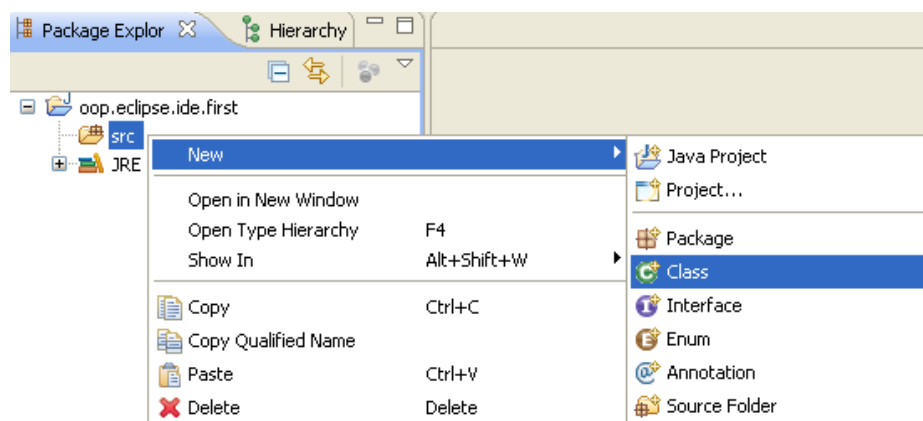 Package Explor Hierarchy
oop.eclipse.ide.first
src
JRE
New
Open in New Window
Open Type Hierarchy F4
Show In Alt+Shift+W
Copy Ctrl+C
Copy Qualified Name
Paste Ctrl+V
Delete Delete
Java Project
Project...
Package
Class
Interface
Enum
Annotation
Source Folder